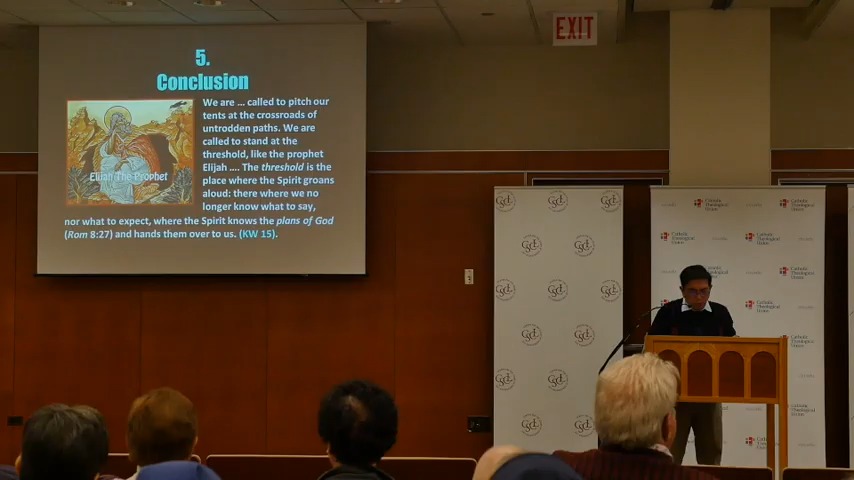 EXIT
5.
Conclusion
We are ... called to pitch our
tents at the crossroads of
untrodden paths. We are
called to stand at the
threshold, like the prophet
Elijah .... The threshold is the
place where the Spirit groans
aloud: there where we no
longer know what to say,
nor what to expect, where the Spirit knows the plans of God
(Rom 8:27) and hands them over to us. (KW 15).
Elijah The Prophet
Catholic
Theological
Union